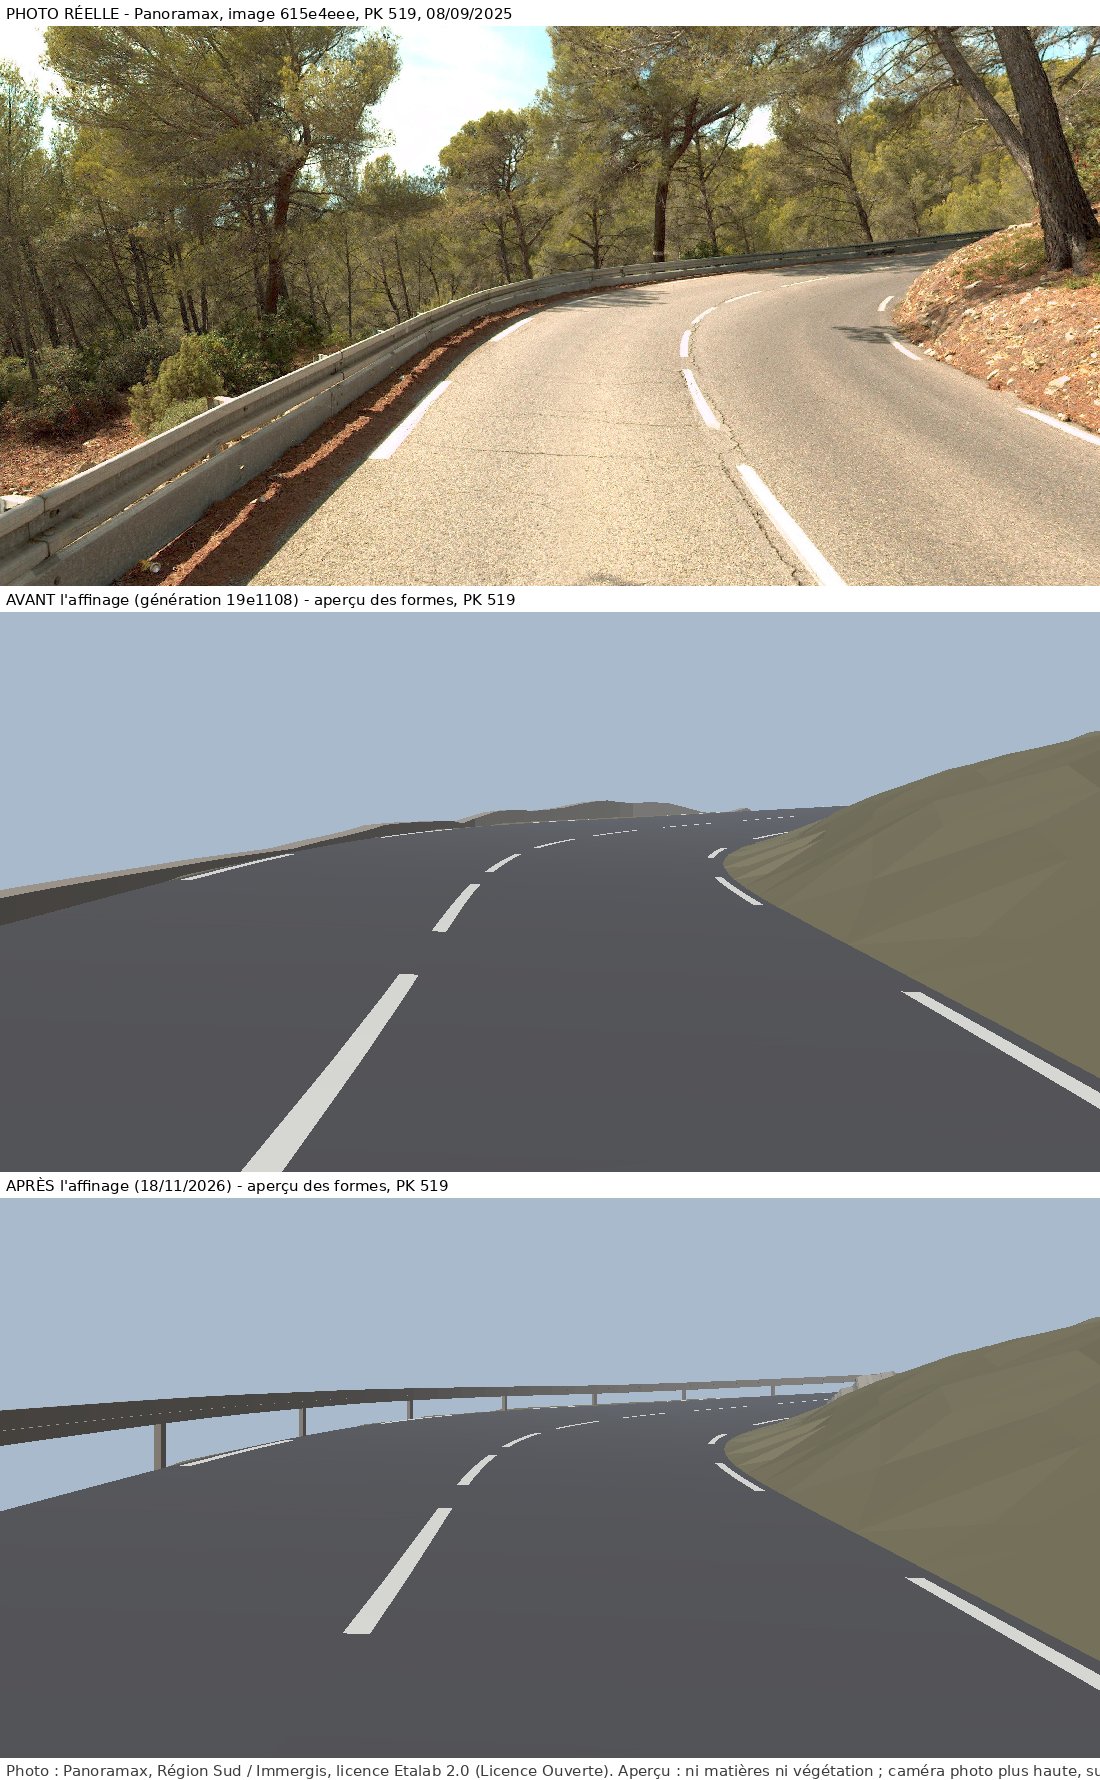 PHOTO RÉELLE - Panoramax, image 615e4eee, PK 519, 08/09/2025
AVANT l'affinage (génération 19e1108) - aperçu des formes, PK 519
APRÈS l'affinage (18/11/2026) - aperçu des formes, PK 519
Photo : Panoramax, Région Sud / Immergis, licence Etalab 2.0 (Licence Ouverte). Aperçu : ni matières ni végétation ; caméra photo plus haute,